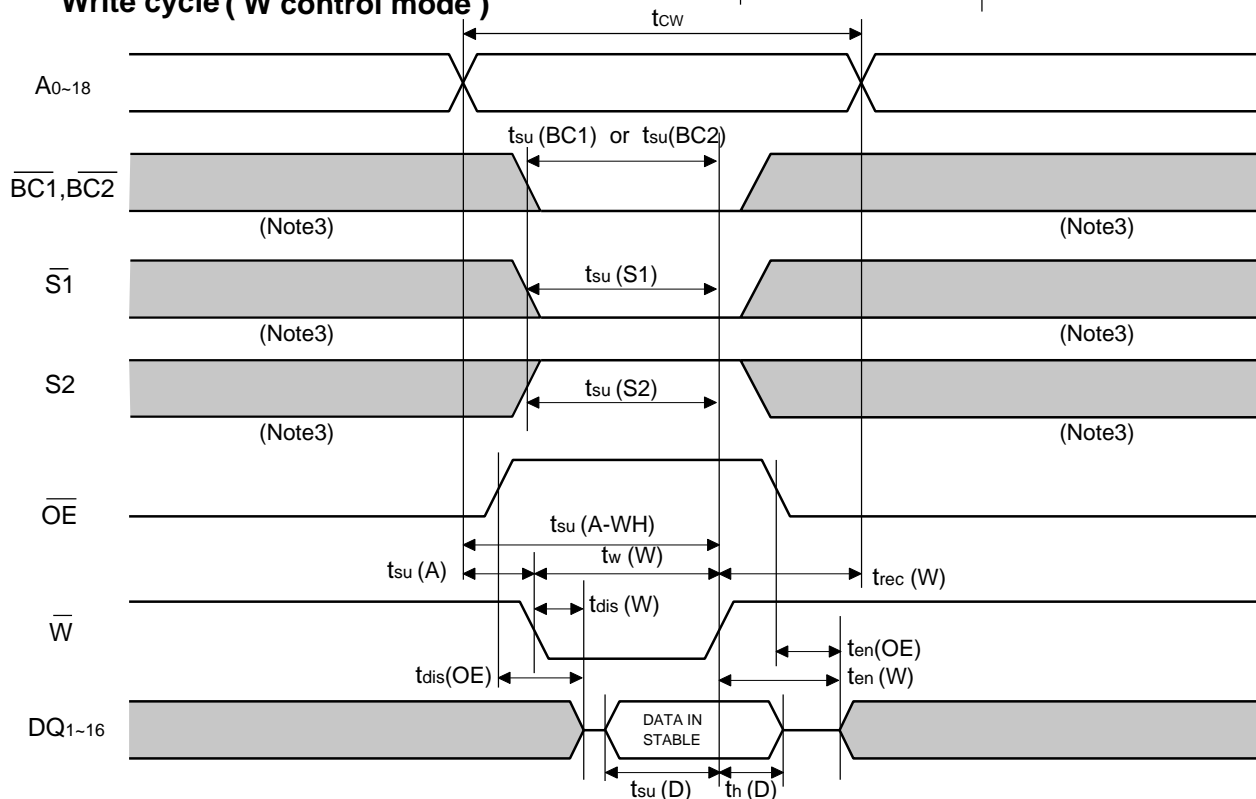 Write cycle ( W control mode )
tCW
A0~18
tsu (BC1) or tsu(BC2)
BC1,BC2
(Note3) (Note3)
S1
tsu (S1)
(Note3) (Note3)
S2
tsu (S2)
(Note3) (Note3)
OE
tsu (A-WH)
tsu (A) tw (W) trec (W)
W
tdis (W)
tdis(OE) ten(OE)
ten (W)
DQ1~16
DATA IN
STABLE
tsu (D) th (D)